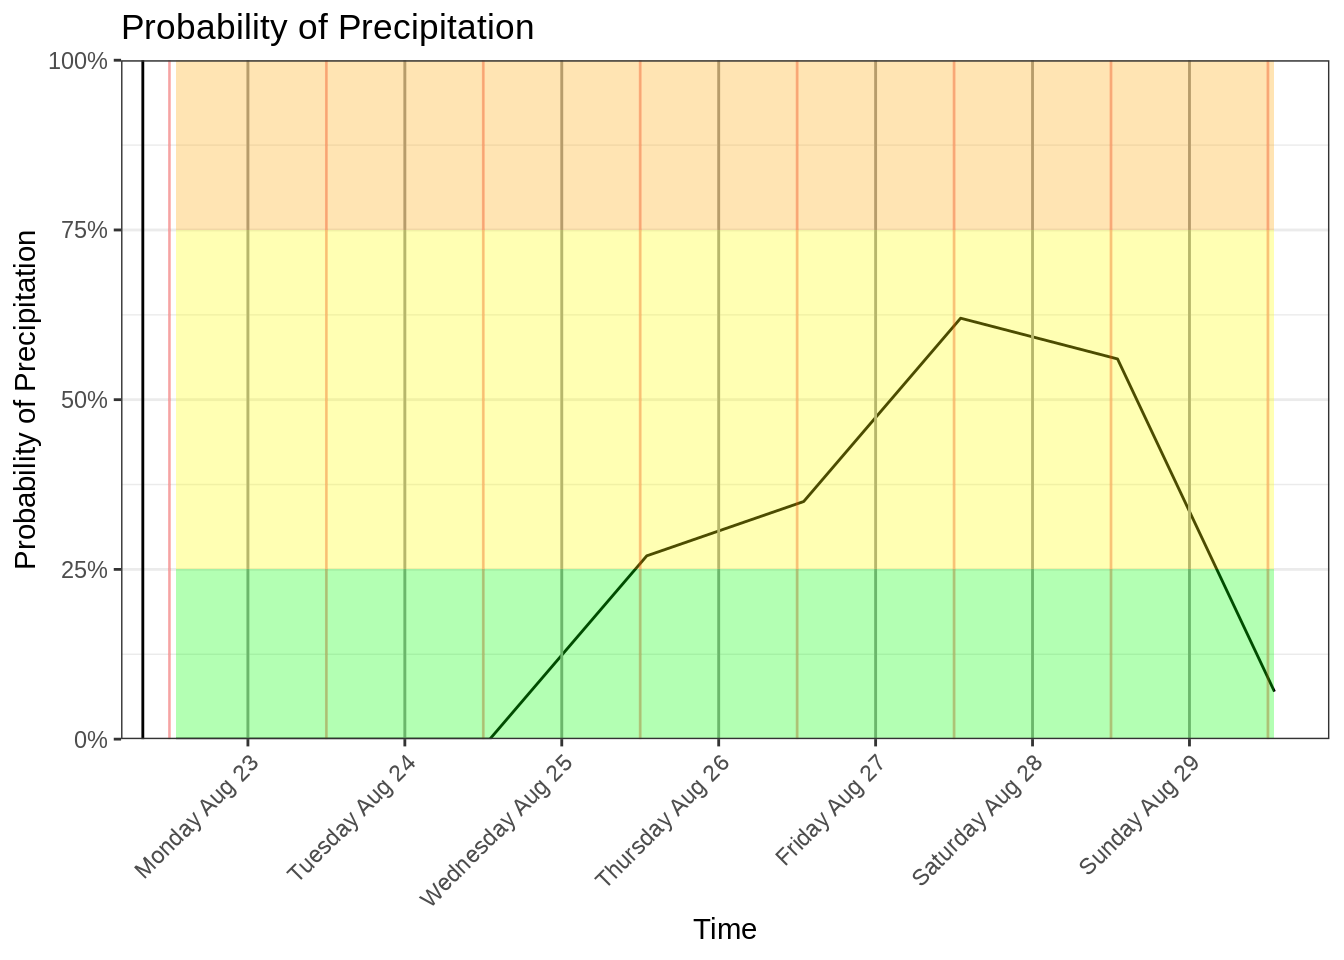 Probability of Precipitation
Probability of Precipitation
100%
75%
50%
25%
0%
Monday Aug 23
Tuesday Aug 24
Wednesday Aug 25
Thursday Aug 26
Friday Aug 27
Saturday Aug 28
Sunday Aug 29
Time